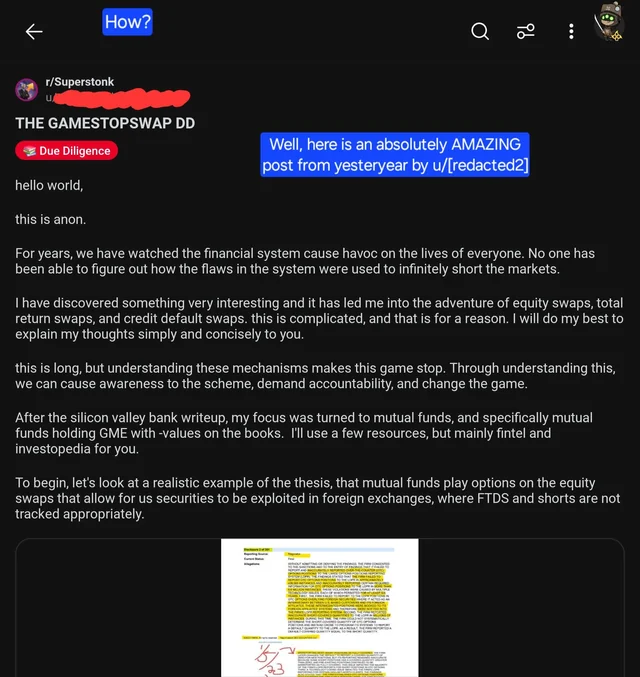 How?
r/Superstonk
u/
THE GAMESTOPSWAP DD
Due Diligence
Well, here is an absolutely AMAZING
post from yesteryear by u/[redacted2]
hello world,
this is anon.
For years, we have watched the financial system cause havoc on the lives of everyone. No one has
been able to figure out how the flaws in the system were used to infinitely short the markets.
I have discovered something very interesting and it has led me into the adventure of equity swaps, total
return swaps, and credit default swaps. this is complicated, and that is for a reason. I will do my best to
explain my thoughts simply and concisely to you.
this is long, but understanding these mechanisms makes this game stop. Through understanding this,
we can cause awareness to the scheme, demand accountability, and change the game.
After the silicon valley bank writeup, my focus was turned to mutual funds, and specifically mutual
funds holding GME with -values on the books. I'll use a few resources, but mainly fintel and
investopedia for you.
To begin, let's look at a realistic example of the thesis, that mutual funds play options on the equity
swaps that allow for us securities to be exploited in foreign exchanges, where FTDS and shorts are not
tracked appropriately.